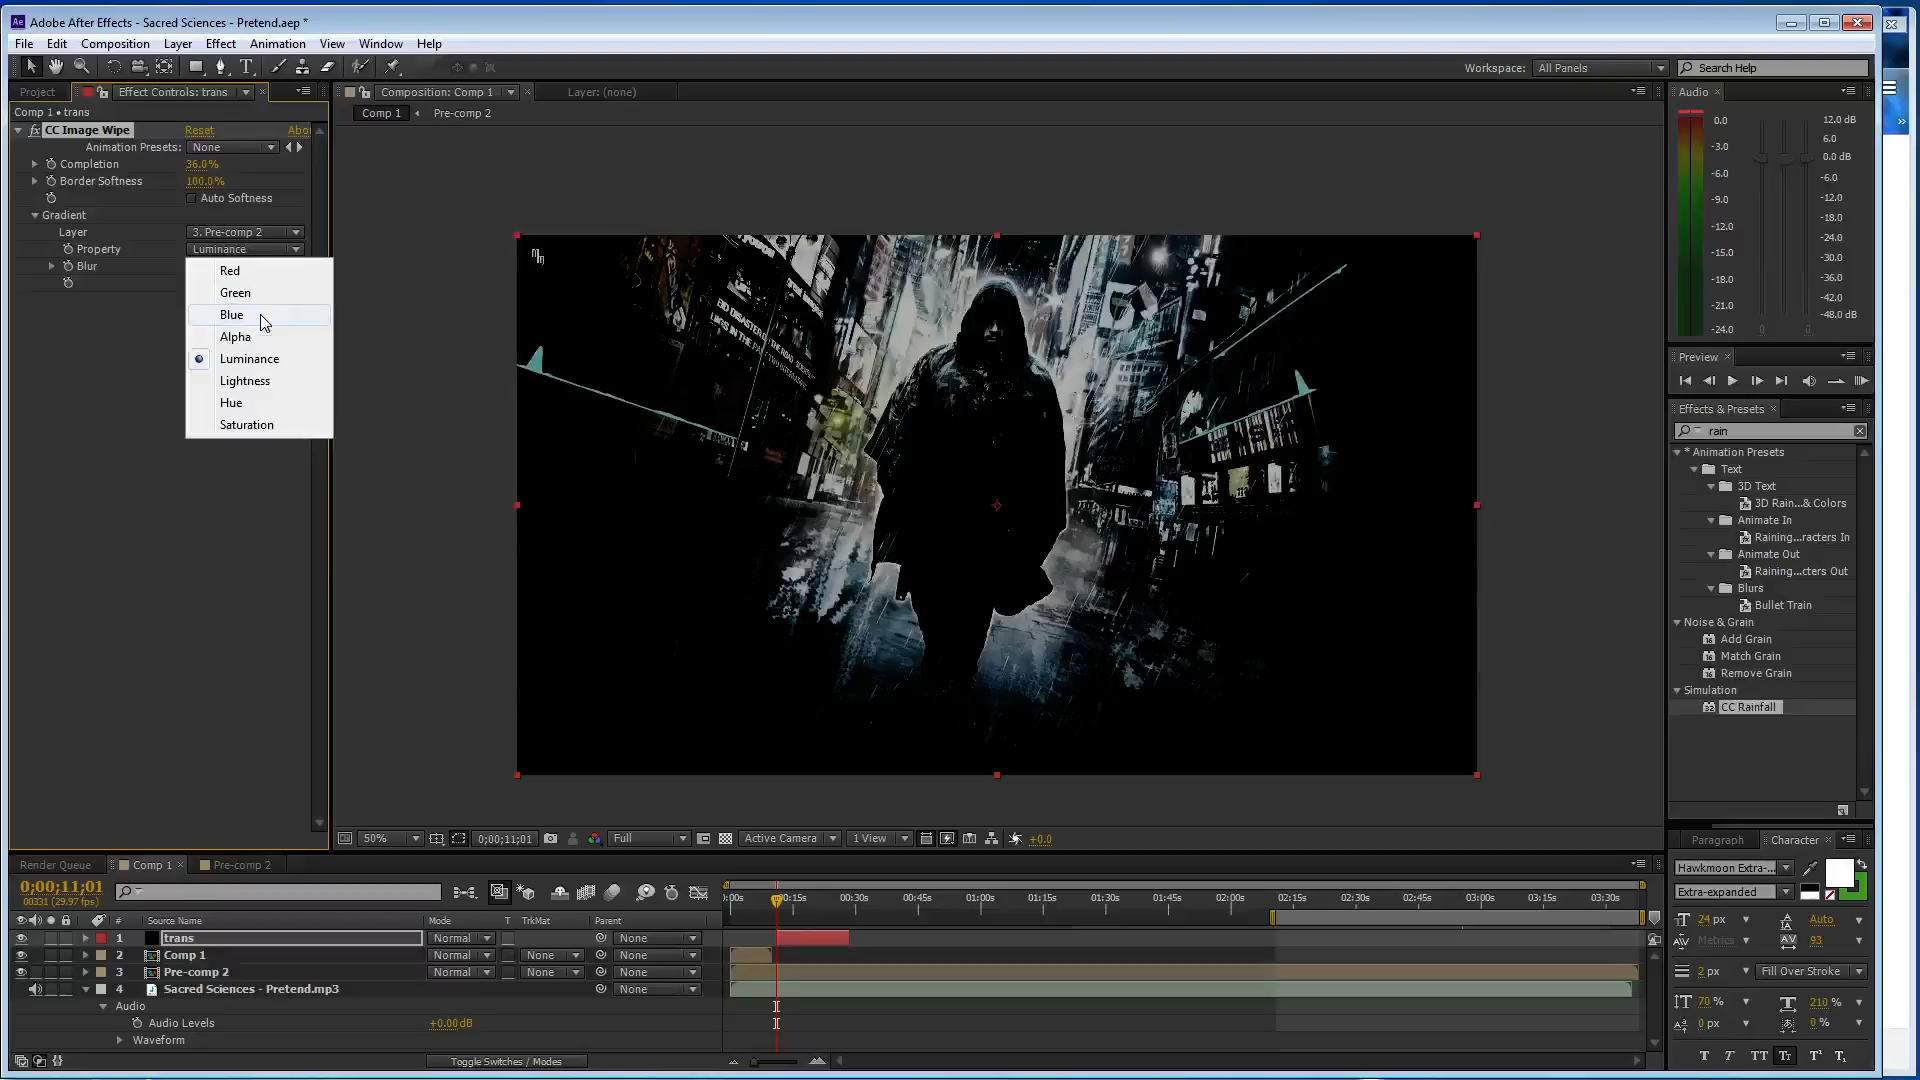 Adobe After Effects - Sacred Sciences - Pretend.aep *
File Edit Composition Layer Effect Animation View Window Help
Workspace: All Panels Search Help
Project Effect Controls: trans
Composition: Comp 1 Layer: (none)
Audio
Comp 1 • trans
Comp 1 Pre-comp 2
CC Image Wipe Reset Abo
Animation Presets: None
Completion 36.0%
Border Softness 100.0%
Auto Softness
Gradient
Layer 3. Pre-comp 2
Property Luminance
Blur
Red
Green
Blue
Alpha
Luminance
Lightness
Hue
Saturation
BIO DISASTER
0.0
-3.0
-6.0
-9.0
-12.0
-15.0
-18.0
-21.0
-24.0
12.0 dB
6.0
0.0 dB
-6.0
-12.0
-18.0
-24.0
-30.0
-36.0
-42.0
-48.0 dB
0 0
Preview
Effects & Presets
rain
* Animation Presets
Text
3D Text
3D Rain...& Colors
Animate In
Raining...racters In
Animate Out
Raining...cters Out
Blurs
Bullet Train
Noise & Grain
Add Grain
Match Grain
Remove Grain
Simulation
CC Rainfall
50% 0;00;11;01 Full Active Camera 1 View +0.0
Paragraph Character
Hawkmoon Extra-...
Extra-expanded
24 px Auto
Metrics 93
2 px Fill Over Stroke
70 % 210 %
0 px 0 %
T T TT Tt T¹ T₁
Render Queue Comp 1 Pre-comp 2
0;00;11;01
00331 (29.97 fps)
# Source Name Mode T TrkMat Parent
:00s 00:15s 00:30s 00:45s 01:00s 01:15s 01:30s 01:45s 02:00s 02:15s 02:30s 02:45s 03:00s 03:15s 03:30s
1 trans Normal None
2 Comp 1 Normal None None
3 Pre-comp 2 Normal None None
4 Sacred Sciences - Pretend.mp3 None
Audio
Audio Levels +0.00 dB
Waveform
Toggle Switches / Modes